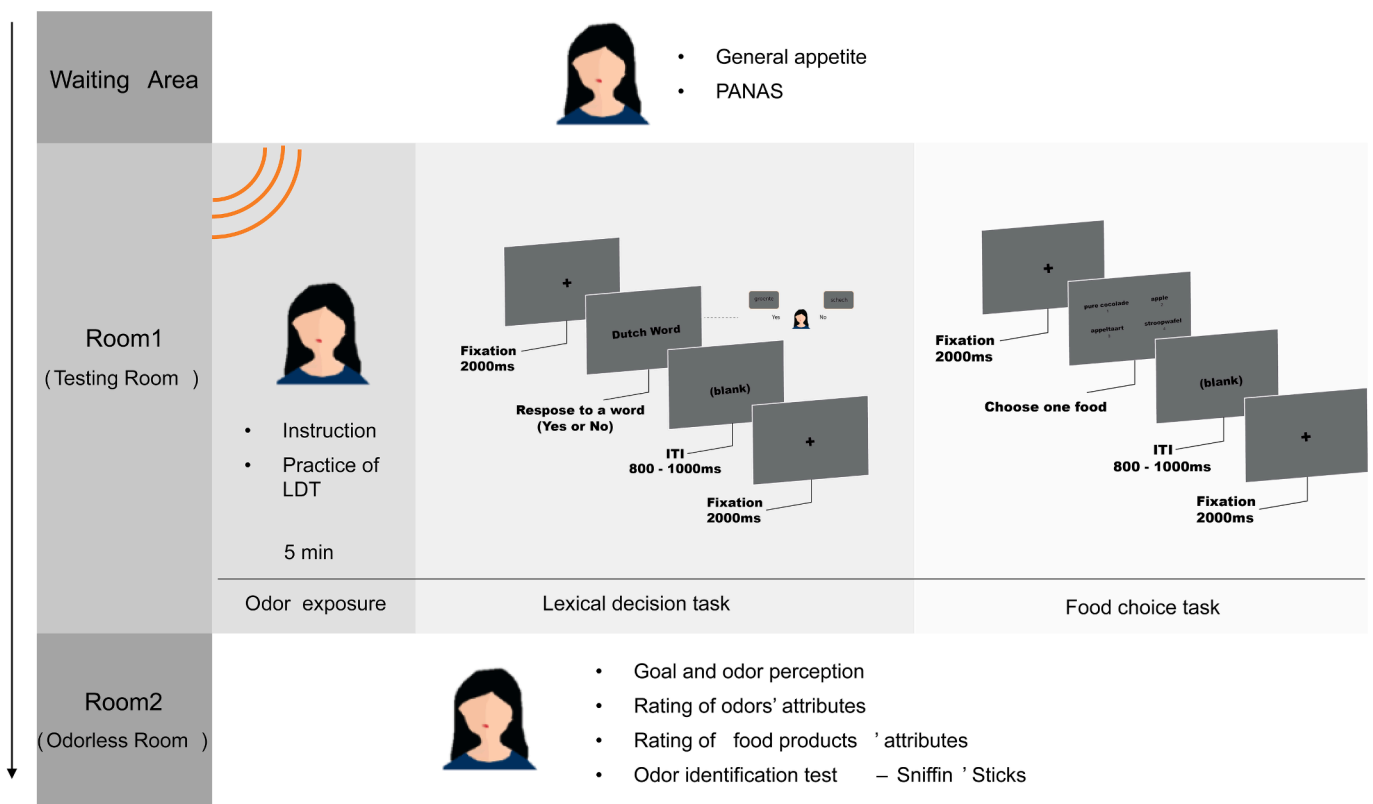 Waiting Area
• General appetite
• PANAS
Room1
(Testing Room )
• Instruction
• Practice of
LDT
5 min
Odor exposure
+
Fixation
2000ms
Dutch Word
Respose to a word
(Yes or No)
Yes
No
(blank)
ITI
800 - 1000ms
+
Fixation
2000ms
Lexical decision task
+
Fixation
2000ms
pure cocolade
apple
appeltaart
stroopwafel
Choose one food
(blank)
ITI
800 - 1000ms
+
Fixation
2000ms
Food choice task
Room2
(Odorless Room )
• Goal and odor perception
• Rating of odors’ attributes
• Rating of food products ’ attributes
• Odor identification test – Sniffin ’ Sticks